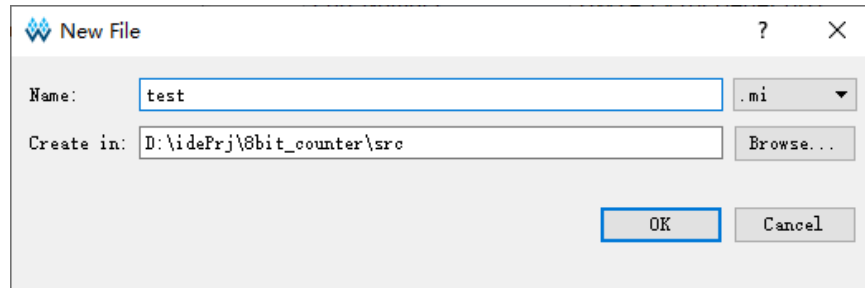 New File
?
Name: test .mi
Create in: D:\idePrj\8bit_counter\src Browse...
OK Cancel